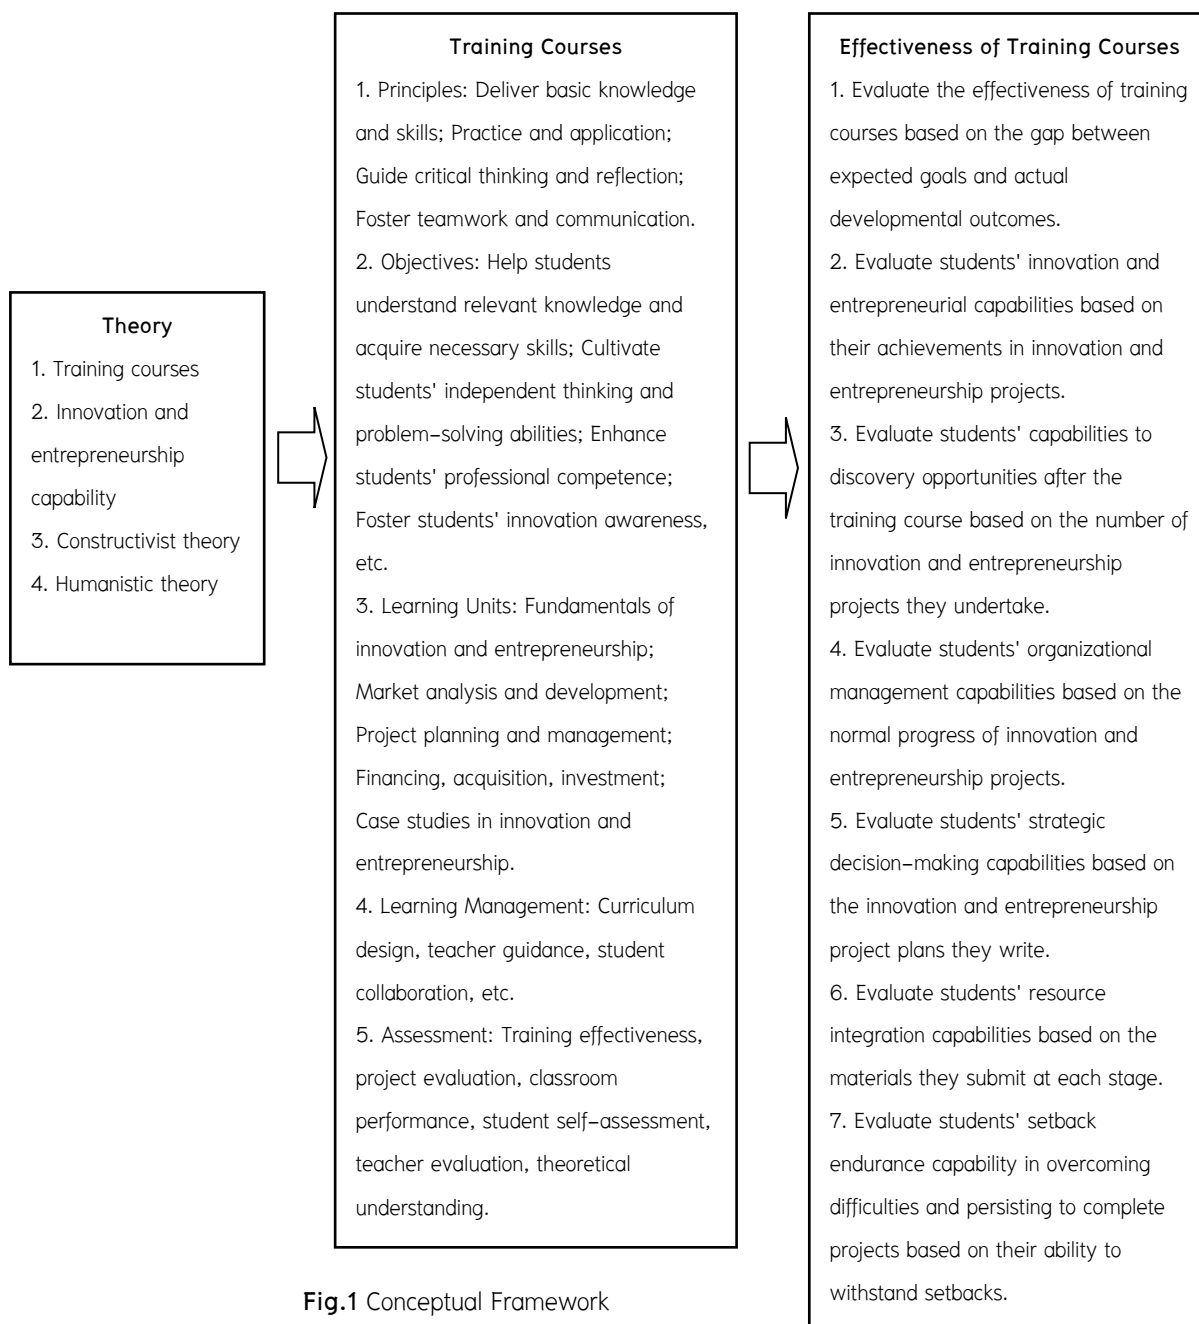 Theory
1. Training courses
2. Innovation and
entrepreneurship
capability
3. Constructivist theory
4. Humanistic theory
Training Courses
1. Principles: Deliver basic knowledge
and skills; Practice and application;
Guide critical thinking and reflection;
Foster teamwork and communication.
2. Objectives: Help students
understand relevant knowledge and
acquire necessary skills; Cultivate
students' independent thinking and
problem–solving abilities; Enhance
students' professional competence;
Foster students' innovation awareness,
etc.
3. Learning Units: Fundamentals of
innovation and entrepreneurship;
Market analysis and development;
Project planning and management;
Financing, acquisition, investment;
Case studies in innovation and
entrepreneurship.
4. Learning Management: Curriculum
design, teacher guidance, student
collaboration, etc.
5. Assessment: Training effectiveness,
project evaluation, classroom
performance, student self–assessment,
teacher evaluation, theoretical
understanding.
Effectiveness of Training Courses
1. Evaluate the effectiveness of training
courses based on the gap between
expected goals and actual
developmental outcomes.
2. Evaluate students' innovation and
entrepreneurial capabilities based on
their achievements in innovation and
entrepreneurship projects.
3. Evaluate students' capabilities to
discovery opportunities after the
training course based on the number of
innovation and entrepreneurship
projects they undertake.
4. Evaluate students' organizational
management capabilities based on the
normal progress of innovation and
entrepreneurship projects.
5. Evaluate students' strategic
decision–making capabilities based on
the innovation and entrepreneurship
project plans they write.
6. Evaluate students' resource
integration capabilities based on the
materials they submit at each stage.
7. Evaluate students' setback
endurance capability in overcoming
difficulties and persisting to complete
projects based on their ability to
withstand setbacks.
Fig.1 Conceptual Framework